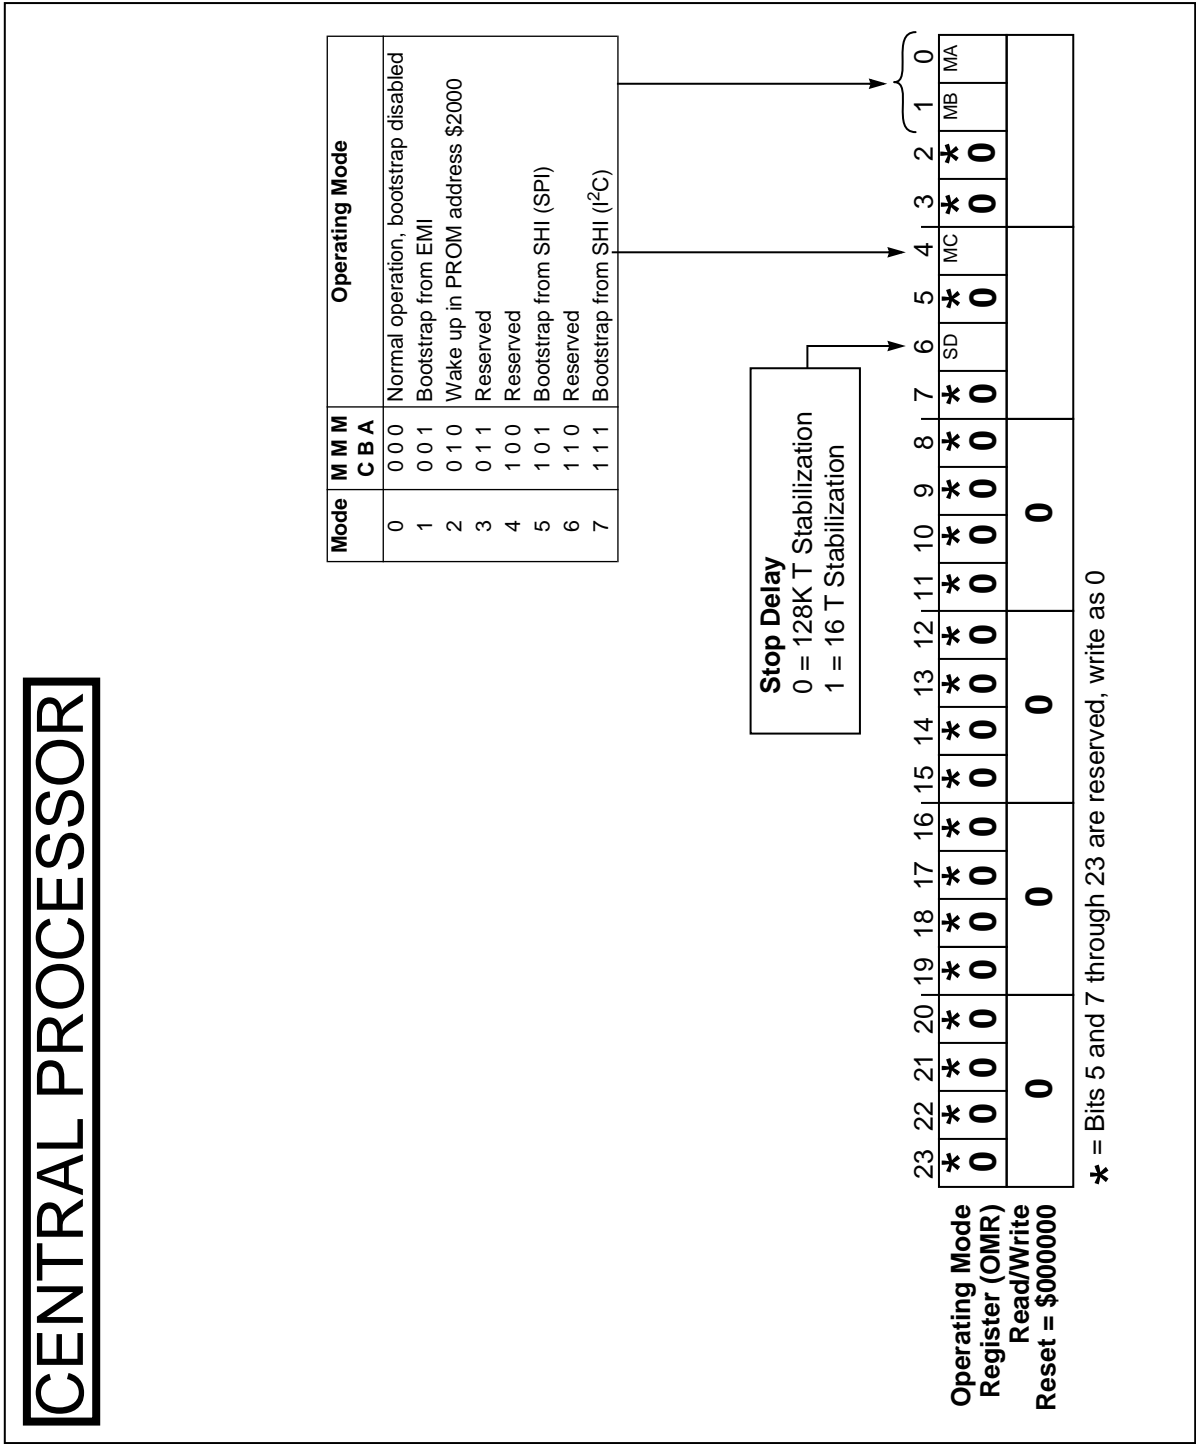 CENTRAL PROCESSOR
Mode M M M Operating Mode
C B A
0 0 0 0 Normal operation, bootstrap disabled
1 0 0 1 Bootstrap from EMI
2 0 1 0 Wake up in PROM address $2000
3 0 1 1 Reserved
4 1 0 0 Reserved
5 1 0 1 Bootstrap from SHI (SPI)
6 1 1 0 Reserved
7 1 1 1 Bootstrap from SHI (I²C)
Stop Delay
0 = 128K T Stabilization
1 = 16 T Stabilization
23 22 21 20 19 18 17 16 15 14 13 12 11 10 9 8 7 6 5 4 3 2 1 0
Operating Mode
Register (OMR)
Read/Write
Reset = $000000
* * * * * * * * * * * * * * * * * SD * MC * * MB MA
0 0 0 0 0 0 0 0 0 0 0 0 0 0 0 0 0 0 0 0
0 0 0 0
* = Bits 5 and 7 through 23 are reserved, write as 0